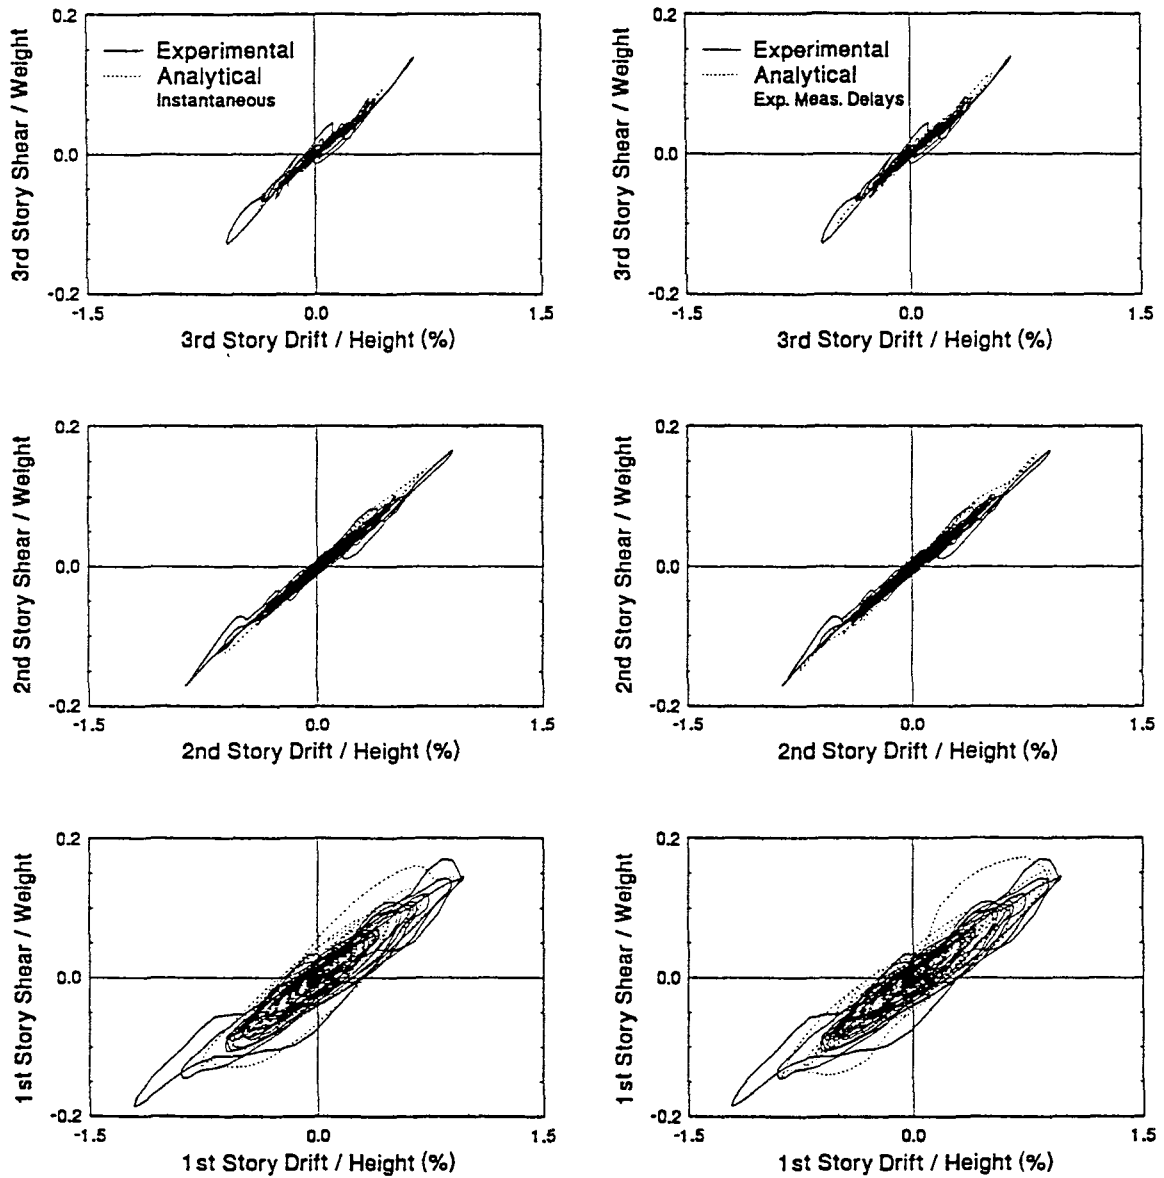 0.2
Experimental
Analytical
Instantaneous
3rd Story Shear / Weight
0.0
-0.2
-1.5
0.0
1.5
3rd Story Drift / Height (%)
0.2
Experimental
Analytical
Exp. Meas. Delays
3rd Story Shear / Weight
0.0
-0.2
-1.5
0.0
1.5
3rd Story Drift / Height (%)
0.2
2nd Story Shear / Weight
0.0
-0.2
-1.5
0.0
1.5
2nd Story Drift / Height (%)
0.2
2nd Story Shear / Weight
0.0
-0.2
-1.5
0.0
1.5
2nd Story Drift / Height (%)
0.2
1st Story Shear / Weight
0.0
-0.2
-1.5
0.0
1.5
1st Story Drift / Height (%)
0.2
1st Story Shear / Weight
0.0
-0.2
-1.5
0.0
1.5
1st Story Drift / Height (%)